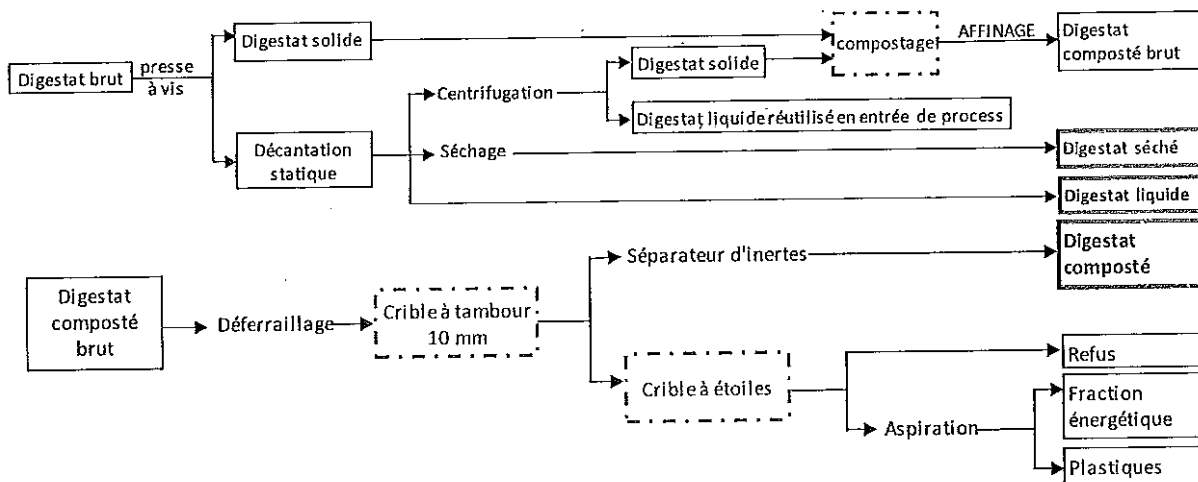 Digestat brut
presse
à vis
Digestat solide
Décantation
statique
Centrifugation
Séchage
Digestat solide
Digestat liquide réutilisé en entrée de process
compostage
AFFINAGE
Digestat
composté brut
Digestat séché
Digestat liquide
Digestat
composté
Séparateur d'inertes
Digestat
composté
brut
Déferraillage
Crible à tambour
10 mm
Crible à étoiles
Refus
Aspiration
Fraction
énergétique
Plastiques